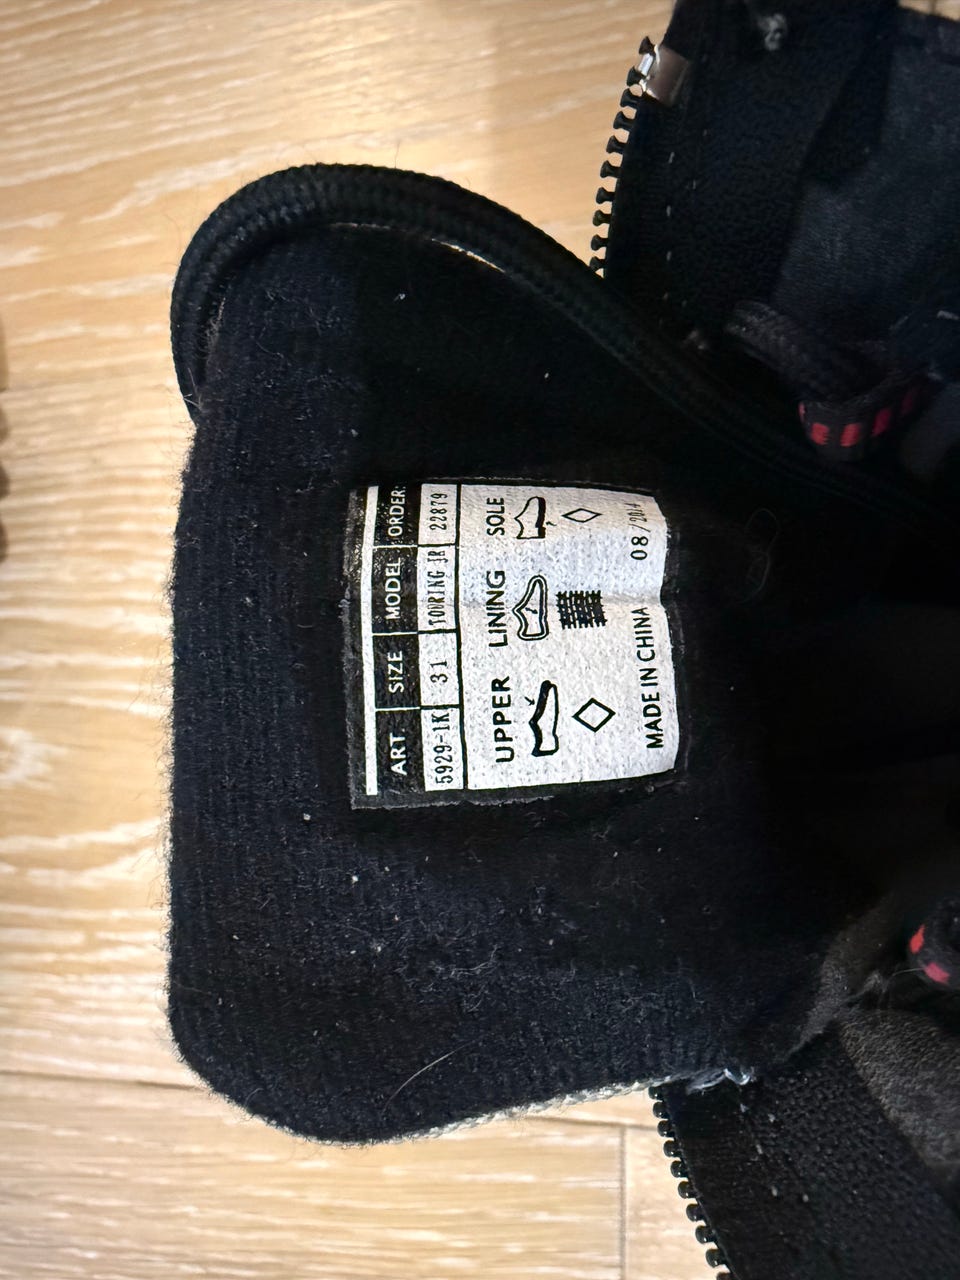 ART. SIZE MODEL: ORDER:
5929-1K 31 TOURING JR 22879
UPPER LINING SOLE
MADE IN CHINA 08/2014